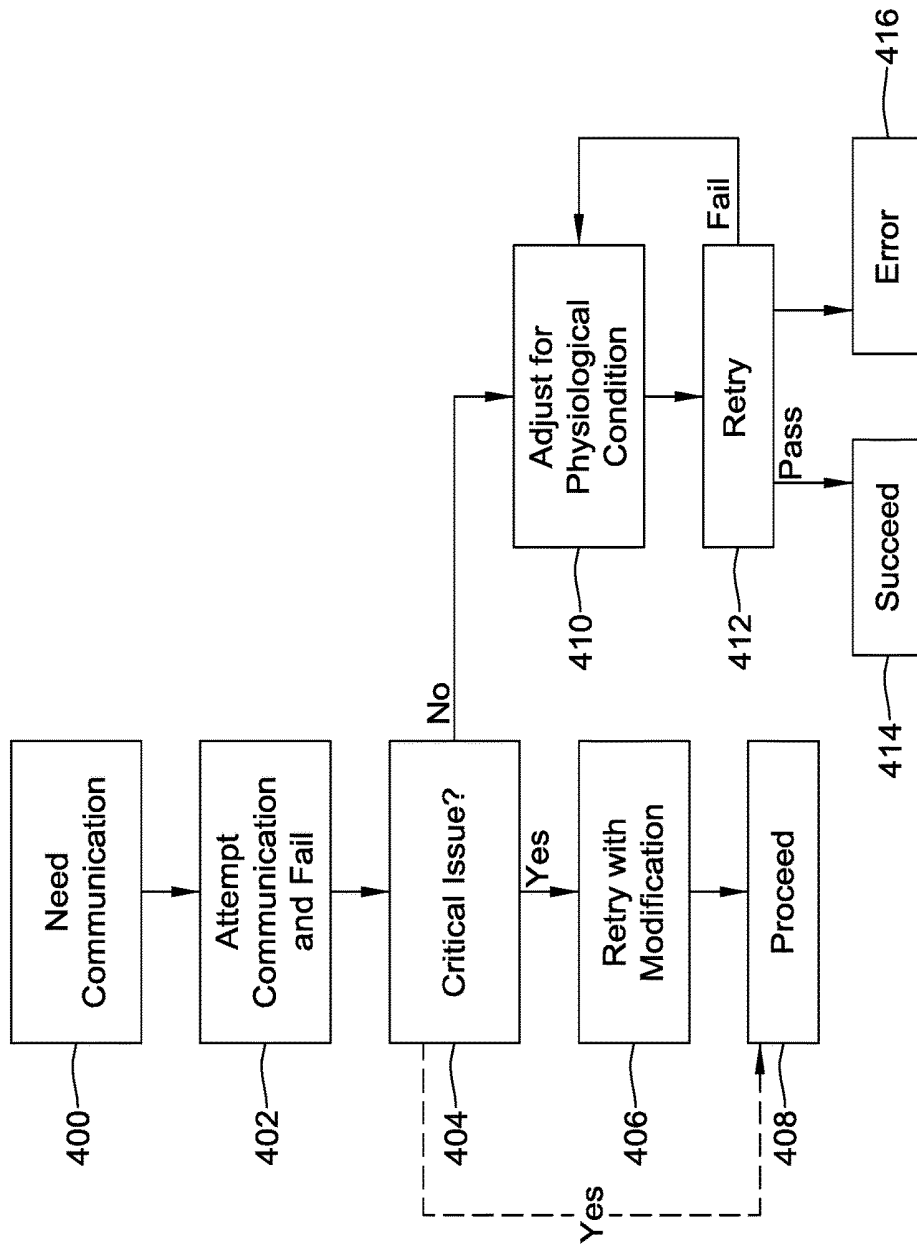 400
Need
Communication
402
Attempt
Communication
and Fail
404
Critical Issue?
No
Yes
Yes
406
Retry with
Modification
408
Proceed
410
Adjust for
Physiological
Condition
412
Retry
Fail
Pass
414
Succeed
Error
416